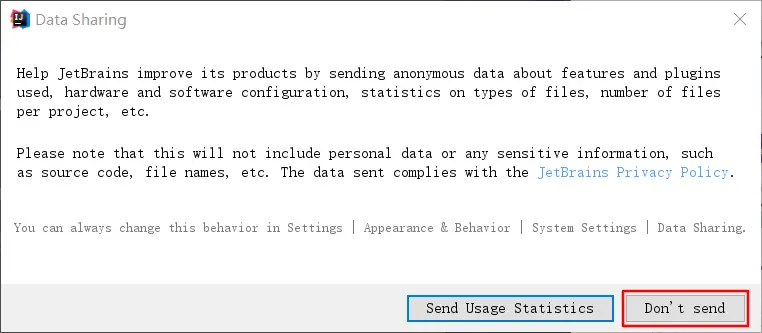 IJ
Data Sharing
Help JetBrains improve its products by sending anonymous data about features and plugins
used, hardware and software configuration, statistics on types of files, number of files
per project, etc.
Please note that this will not include personal data or any sensitive information, such
as source code, file names, etc. The data sent complies with the JetBrains Privacy Policy.
You can always change this behavior in Settings | Appearance & Behavior | System Settings | Data Sharing.
Send Usage Statistics
Don't send